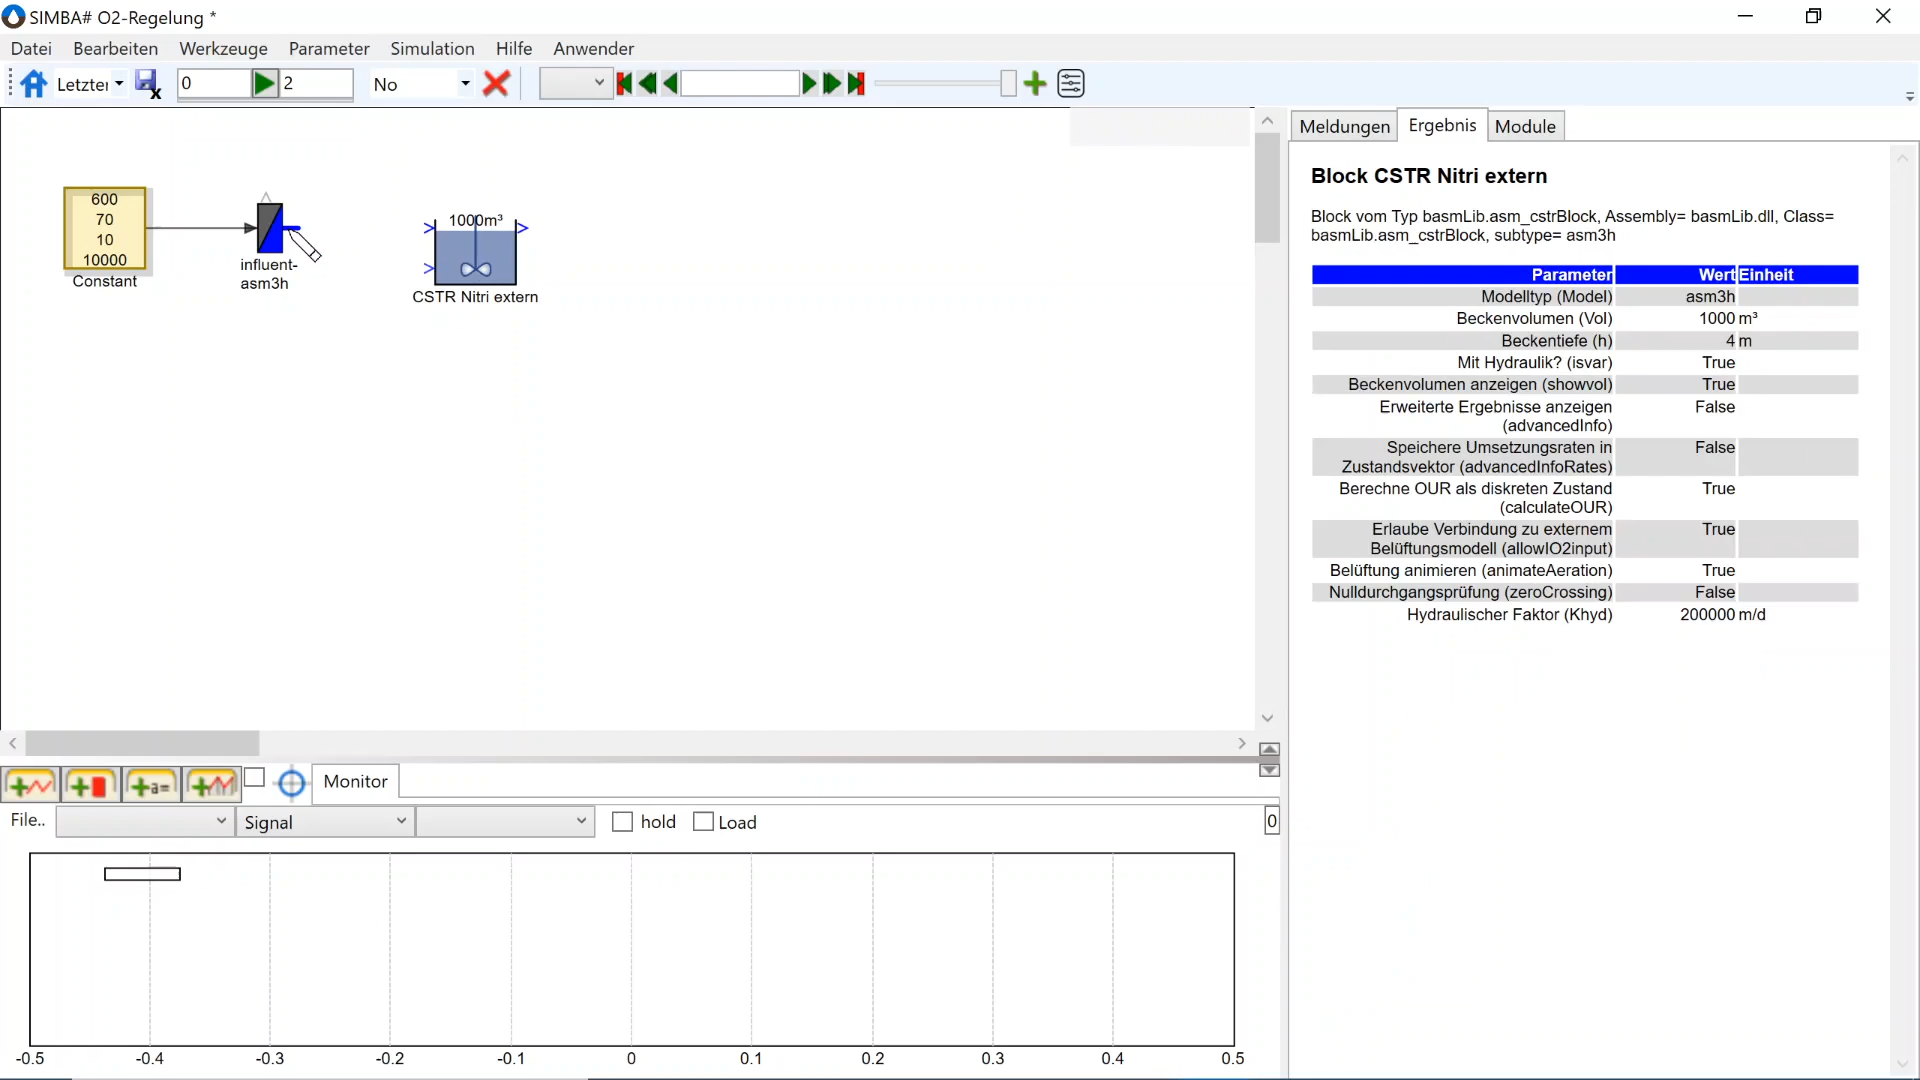 SIMBA# O2-Regelung *
Datei Bearbeiten Werkzeuge Parameter Simulation Hilfe Anwender
Letzter 0 2 No
600
70
10
10000
Constant
influent-
asm3h
1000m³
CSTR Nitri extern
Meldungen Ergebnis Module
Block CSTR Nitri extern
Block vom Typ basmLib.asm_cstrBlock, Assembly= basmLib.dll, Class=
basmLib.asm_cstrBlock, subtype= asm3h
Parameter Wert Einheit
Modelltyp (Model) asm3h
Beckenvolumen (Vol) 1000 m³
Beckentiefe (h) 4 m
Mit Hydraulik? (isvar) True
Beckenvolumen anzeigen (showvol) True
Erweiterte Ergebnisse anzeigen False
(advancedInfo)
Speichere Umsetzungsraten in False
Zustandsvektor (advancedInfoRates)
Berechne OUR als diskreten Zustand True
(calculateOUR)
Erlaube Verbindung zu externem True
Belüftungsmodell (allowIO2input)
Belüftung animieren (animateAeration) True
Nulldurchgangsprüfung (zeroCrossing) False
Hydraulischer Faktor (Khyd) 200000 m/d
a= Monitor
File.. Signal hold Load 0
-0.5 -0.4 -0.3 -0.2 -0.1 0 0.1 0.2 0.3 0.4 0.5